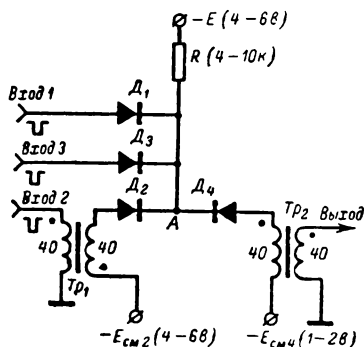 –E (4–6в)
R (4–10к)
Вход 1
Д1
Вход 3
Д3
Вход 2
Д2
Д4
А
Тр2
Выход
40
40
Тр1
40
40
–Eсм2 (4–6в)
–Eсм4 (1–2в)